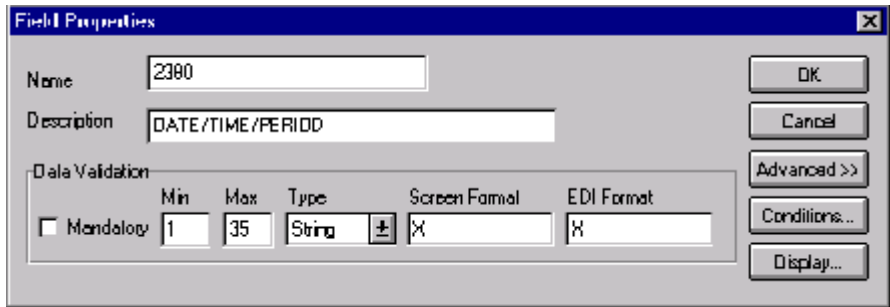 Field Properties
Name 2380
OK
Description DATE/TIME/PERIOD
Cancel
Data Validation
Advanced >>
Min Max Type Screen Format EDI Format
Mandatory 1 35 String X X
Conditions...
Display...